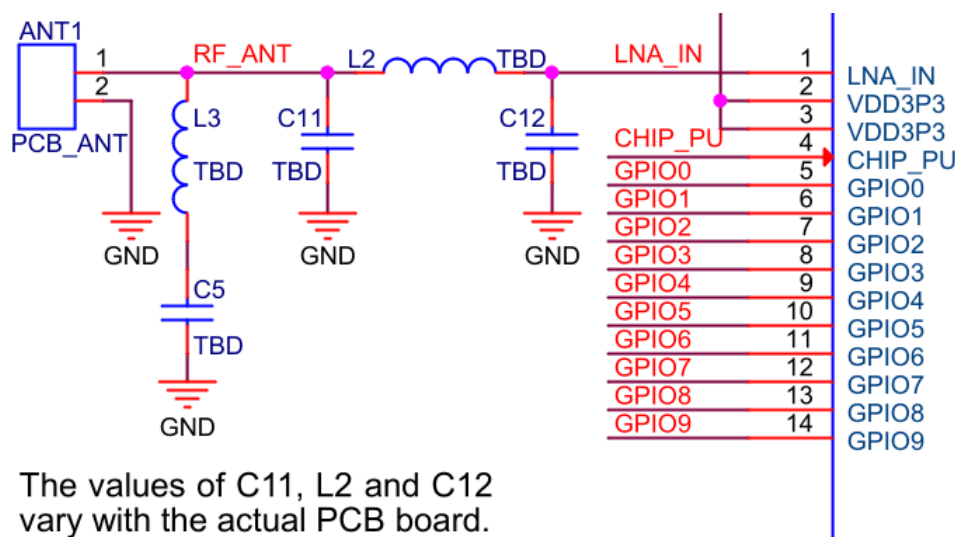 ANT1
1
2
PCB_ANT
RF_ANT
L2
TBD
LNA_IN
L3
TBD
C11
TBD
C12
TBD
GND
GND
GND
C5
TBD
GND
1
LNA_IN
2
VDD3P3
3
VDD3P3
CHIP_PU
4
CHIP_PU
GPIO0
5
GPIO0
GPIO1
6
GPIO1
GPIO2
7
GPIO2
GPIO3
8
GPIO3
GPIO4
9
GPIO4
GPIO5
10
GPIO5
GPIO6
11
GPIO6
GPIO7
12
GPIO7
GPIO8
13
GPIO8
GPIO9
14
GPIO9
The values of C11, L2 and C12
vary with the actual PCB board.